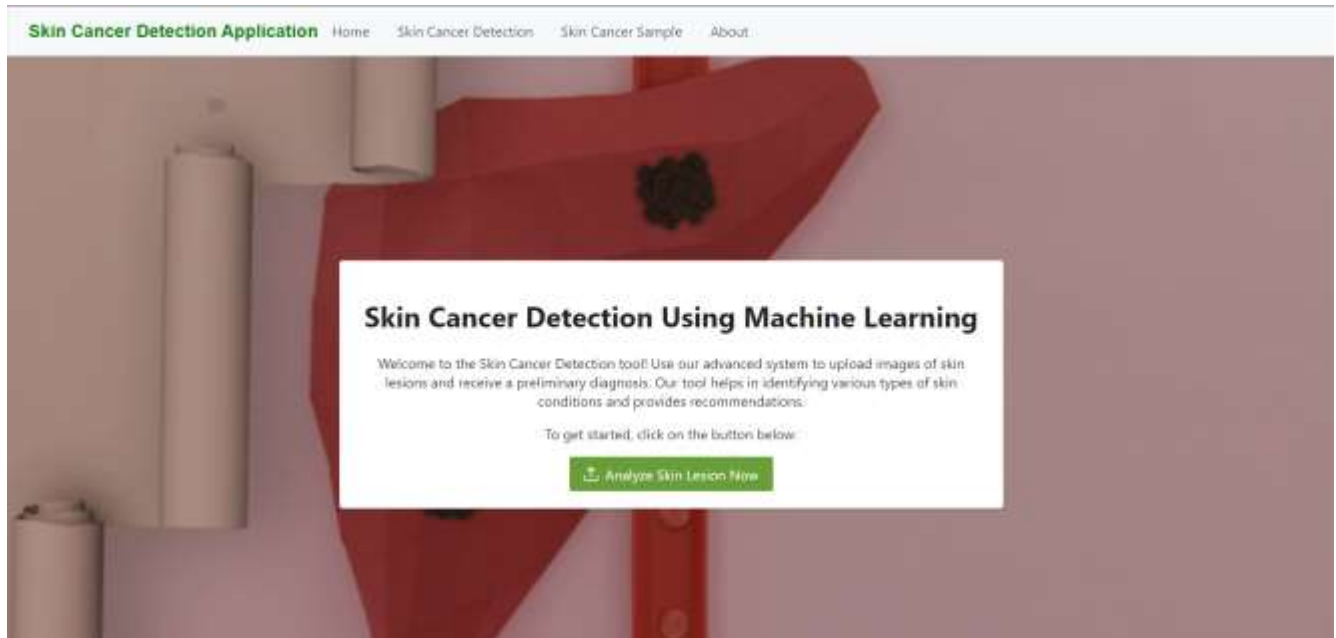 Skin Cancer Detection Application Home Skin Cancer Detection Skin Cancer Sample About
Skin Cancer Detection Using Machine Learning
Welcome to the Skin Cancer Detection tool! Use our advanced system to upload images of skin
lesions and receive a preliminary diagnosis. Our tool helps in identifying various types of skin
conditions and provides recommendations.
To get started, click on the button below:
Analyze Skin Lesion Now